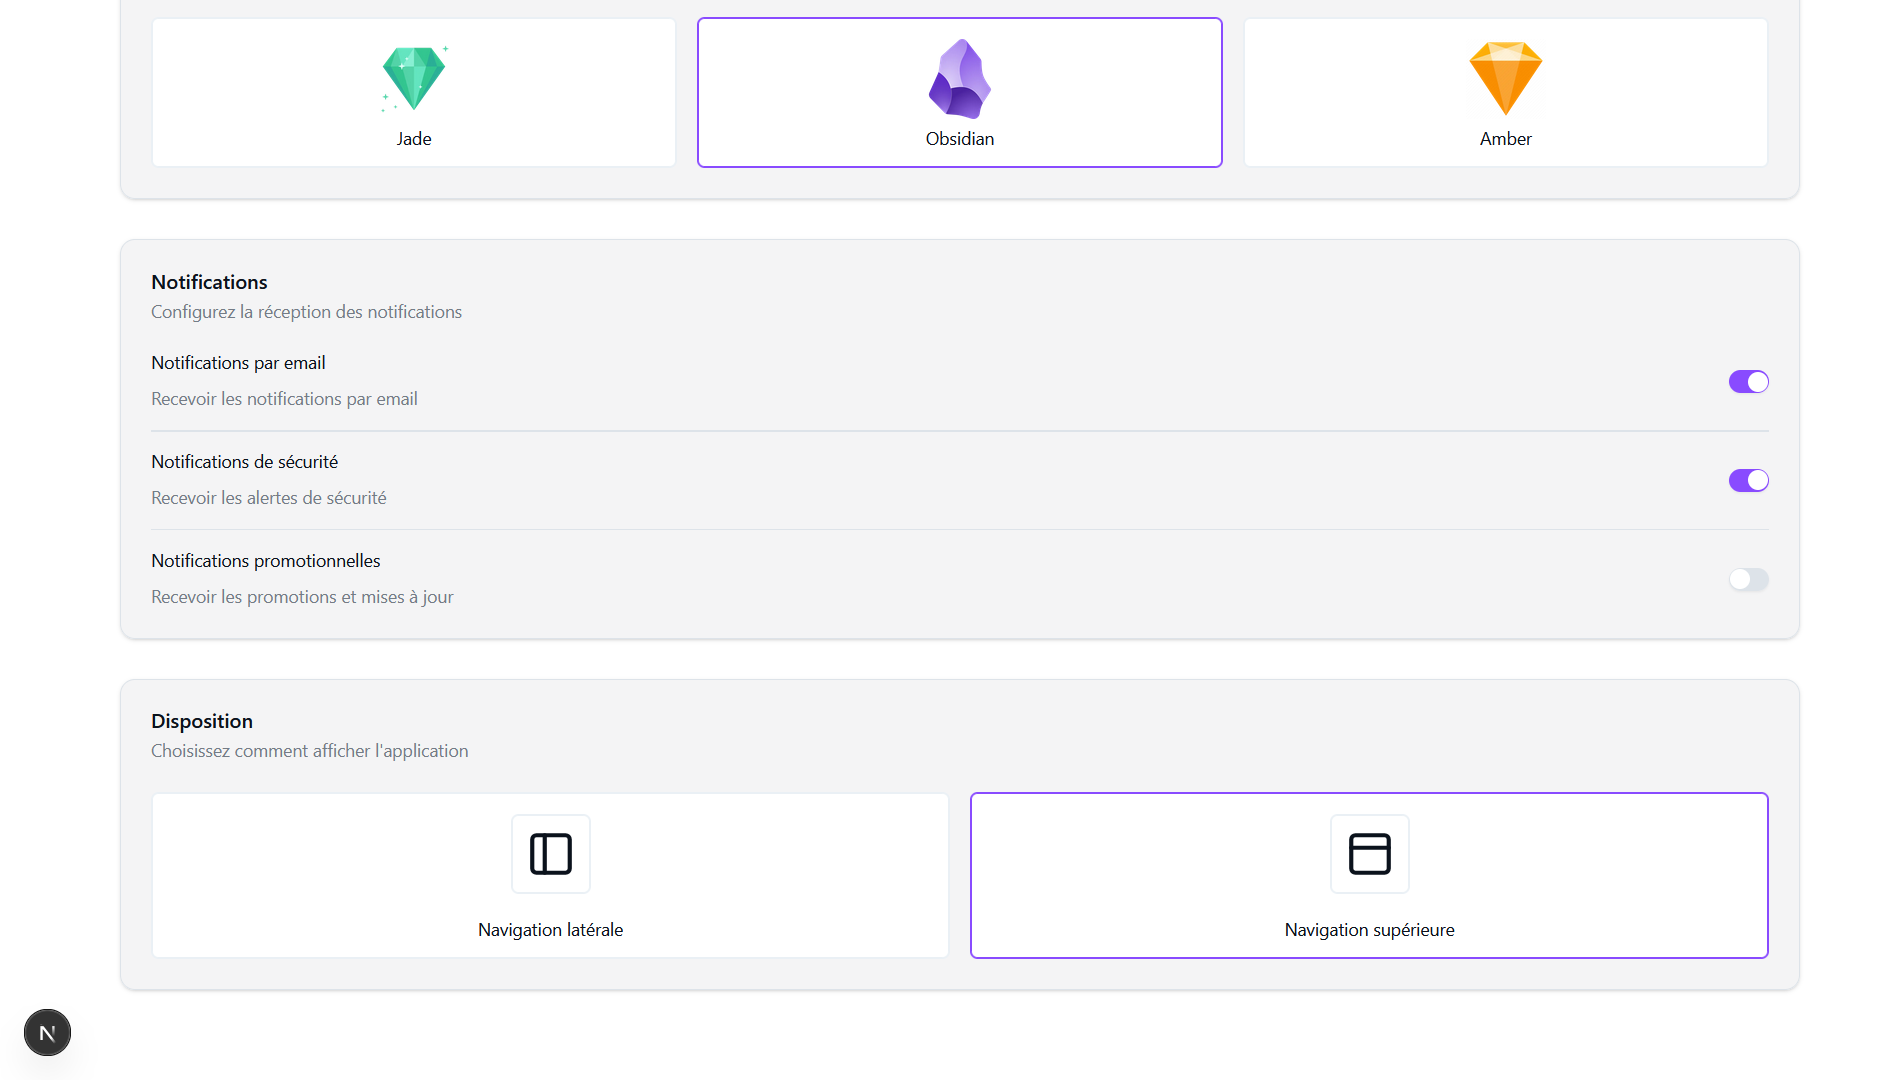 Jade
Obsidian
Amber
Notifications
Configurez la réception des notifications
Notifications par email
Recevoir les notifications par email
Notifications de sécurité
Recevoir les alertes de sécurité
Notifications promotionnelles
Recevoir les promotions et mises à jour
Disposition
Choisissez comment afficher l'application
Navigation latérale
Navigation supérieure
N